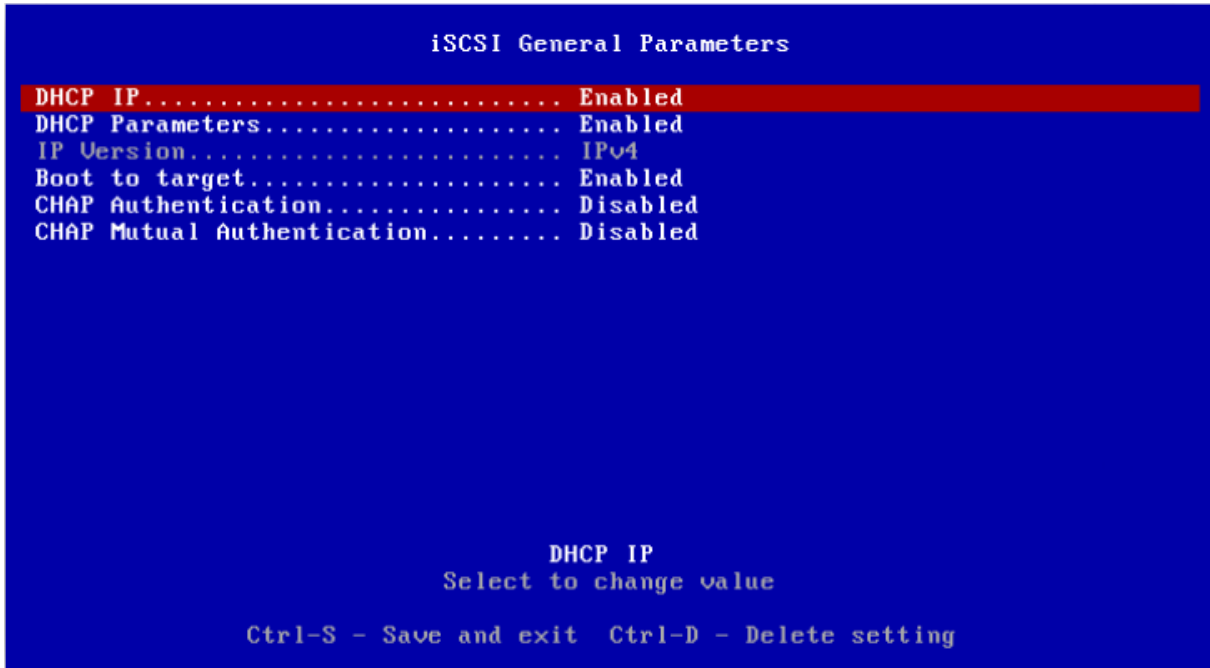 iSCSI General Parameters
DHCP IP............................ Enabled
DHCP Parameters.................... Enabled
IP Version......................... IPv4
Boot to target..................... Enabled
CHAP Authentication................ Disabled
CHAP Mutual Authentication......... Disabled
DHCP IP
Select to change value
Ctrl-S - Save and exit  Ctrl-D - Delete setting